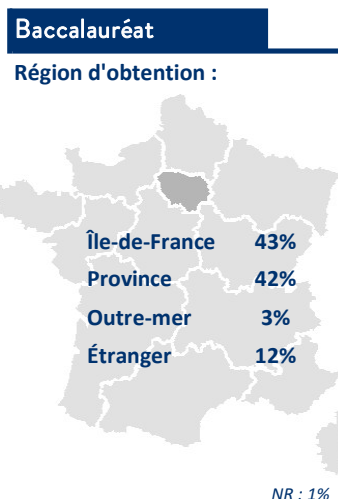 Baccalauréat
Région d'obtention :
Île-de-France 43%
Province 42%
Outre-mer 3%
Étranger 12%
NR : 1%